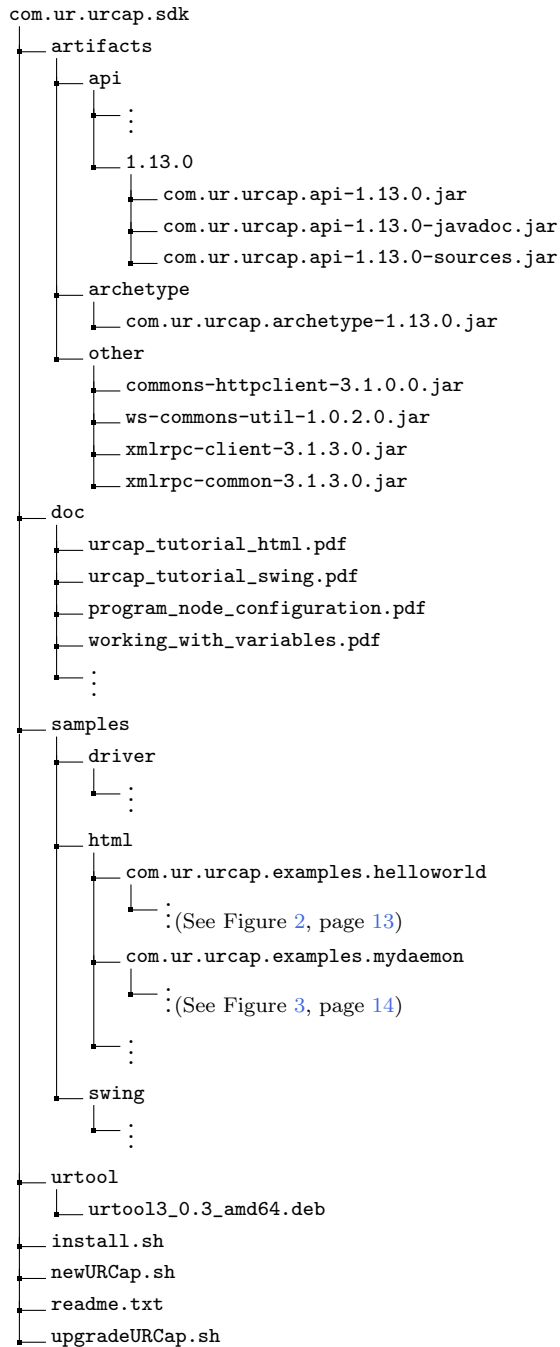 com.ur.urcap.sdk
artifacts
api
⋮
1.13.0
com.ur.urcap.api-1.13.0.jar
com.ur.urcap.api-1.13.0-javadoc.jar
com.ur.urcap.api-1.13.0-sources.jar
archetype
com.ur.urcap.archetype-1.13.0.jar
other
commons-httpclient-3.1.0.0.jar
ws-commons-util-1.0.2.0.jar
xmlrpc-client-3.1.3.0.jar
xmlrpc-common-3.1.3.0.jar
doc
urcap_tutorial_html.pdf
urcap_tutorial_swing.pdf
program_node_configuration.pdf
working_with_variables.pdf
⋮
samples
driver
⋮
html
com.ur.urcap.examples.helloworld
⋮(See Figure 2, page 13)
com.ur.urcap.examples.mydaemon
⋮(See Figure 3, page 14)
⋮
swing
⋮
urtool
urtool3_0.3_amd64.deb
install.sh
newURCap.sh
readme.txt
upgradeURCap.sh